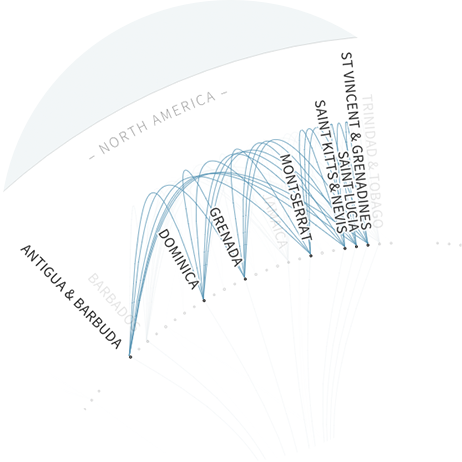 – NORTH AMERICA –
ANTIGUA & BARBUDA
BARBADOS
DOMINICA
GRENADA
JAMAICA
MONTSERRAT
SAINT KITTS & NEVIS
SAINT LUCIA
ST VINCENT & GRENADINES
TRINIDAD & TOBAGO